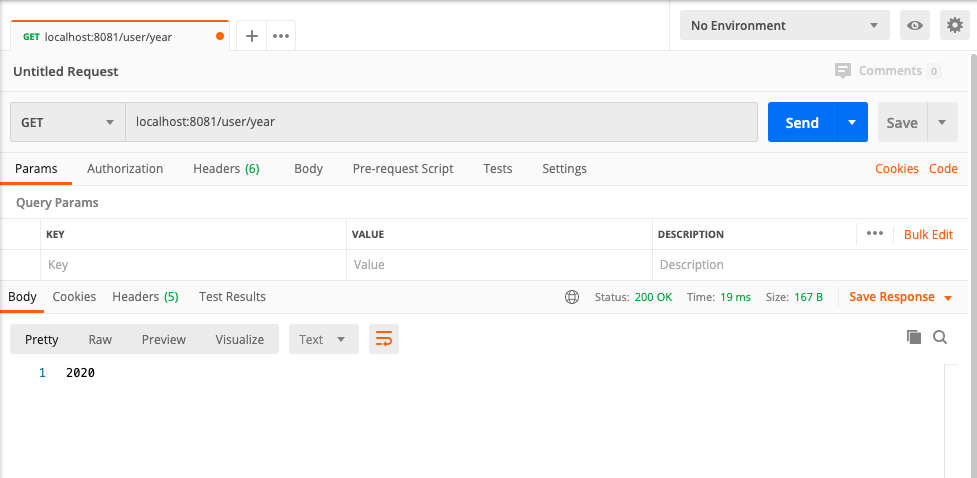 GET localhost:8081/user/year
No Environment
Untitled Request
Comments 0
GET
localhost:8081/user/year
Send
Save
Params Authorization Headers (6) Body Pre-request Script Tests Settings Cookies Code
Query Params
KEY VALUE DESCRIPTION Bulk Edit
Key Value Description
Body Cookies Headers (5) Test Results Status: 200 OK Time: 19 ms Size: 167 B Save Response
Pretty Raw Preview Visualize Text
1 2020